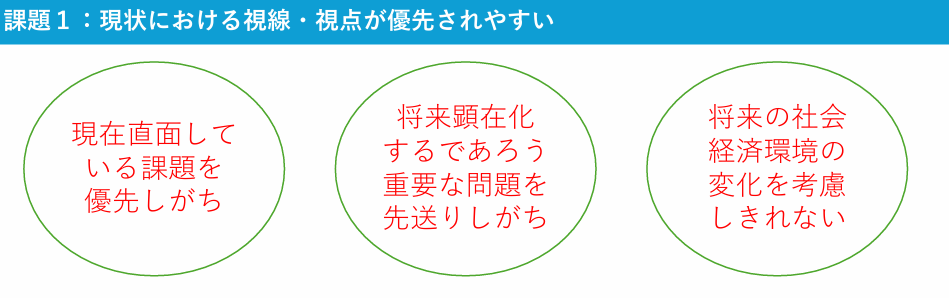 課題１：現状における視線・視点が優先されやすい
現在直面して
いる課題を
優先しがち
将来顕在化
するであろう
重要な問題を
先送りしがち
将来の社会
経済環境の
変化を考慮
しきれない